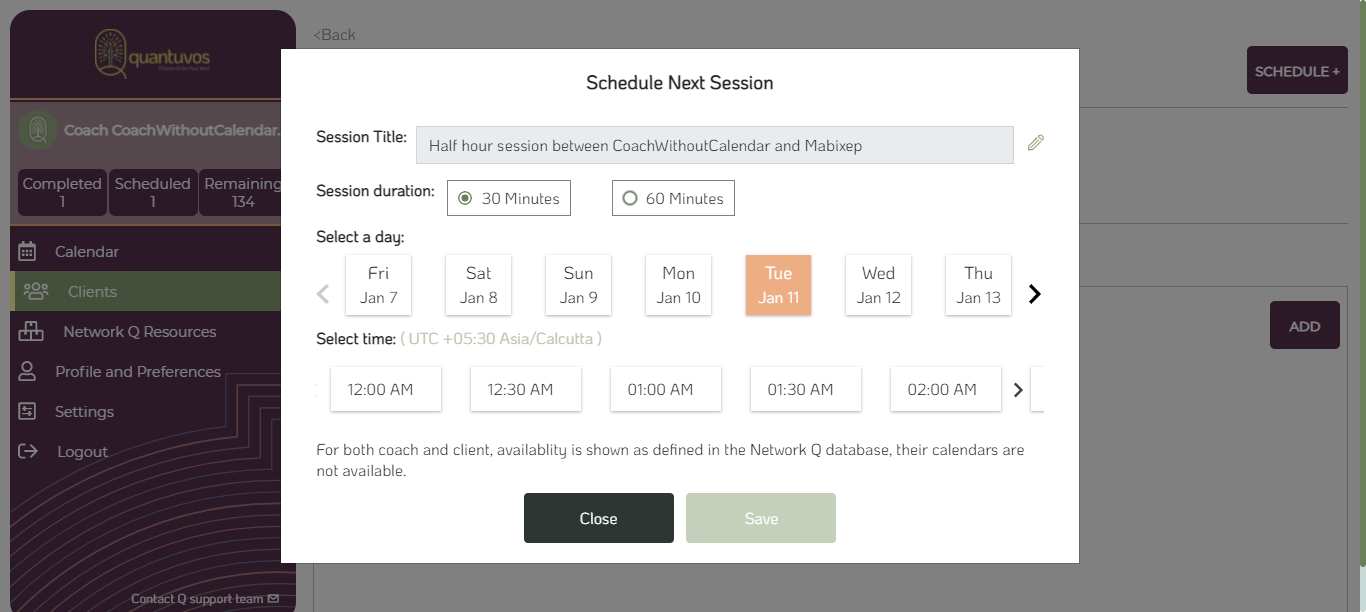 quantuvos
<Back
Schedule Next Session
SCHEDULE +
Coach CoachWithoutCalendar.
Session Title:
Half hour session between CoachWithoutCalendar and Mabixep
Completed
1
Scheduled
1
Remaining
134
Session duration:
30 Minutes
60 Minutes
Select a day:
Calendar
Clients
Network Q Resources
Profile and Preferences
Settings
Logout
Fri
Jan 7
Sat
Jan 8
Sun
Jan 9
Mon
Jan 10
Tue
Jan 11
Wed
Jan 12
Thu
Jan 13
ADD
Select time: ( UTC +05:30 Asia/Calcutta )
12:00 AM
12:30 AM
01:00 AM
01:30 AM
02:00 AM
For both coach and client, availablity is shown as defined in the Network Q database, their calendars are
not available.
Close
Save
Contact Q support team